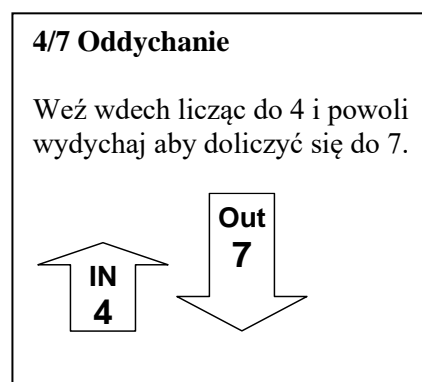 4/7 Oddychanie
Weź wdech licząc do 4 i powoli
wydychaj aby doliczyć się do 7.
Out
7
IN
4